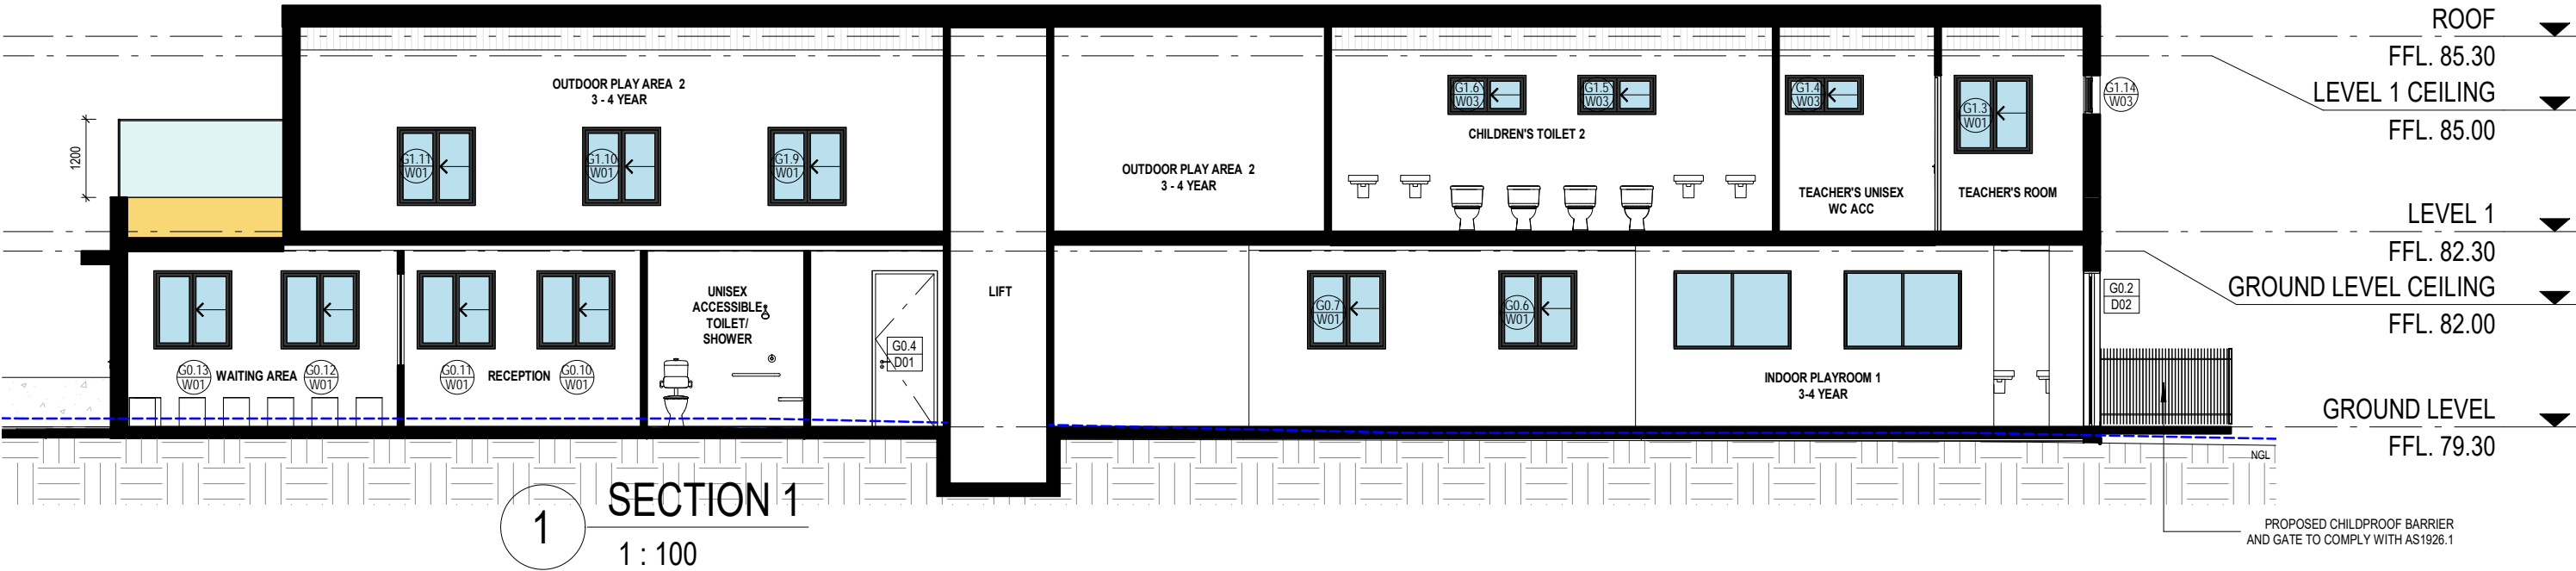 ROOF
FFL. 85.30
LEVEL 1 CEILING
FFL. 85.00
LEVEL 1
FFL. 82.30
GROUND LEVEL CEILING
FFL. 82.00
GROUND LEVEL
FFL. 79.30
OUTDOOR PLAY AREA 2
3 - 4 YEAR
1200
G1.11
W01
G1.10
W01
G1.9
W01
OUTDOOR PLAY AREA 2
3 - 4 YEAR
G1.6
W03
G1.5
W03
CHILDREN'S TOILET 2
G1.4
W03
TEACHER'S UNISEX
WC ACC
G1.3
W01
TEACHER'S ROOM
G1.14
W03
G0.13
W01
WAITING AREA
G0.12
W01
G0.11
W01
RECEPTION
G0.10
W01
UNISEX
ACCESSIBLE
TOILET/
SHOWER
G0.4
D01
LIFT
G0.7
W01
G0.6
W01
INDOOR PLAYROOM 1
3-4 YEAR
G0.2
D02
NGL
PROPOSED CHILDPROOF BARRIER
AND GATE TO COMPLY WITH AS1926.1
1
SECTION 1
1 : 100